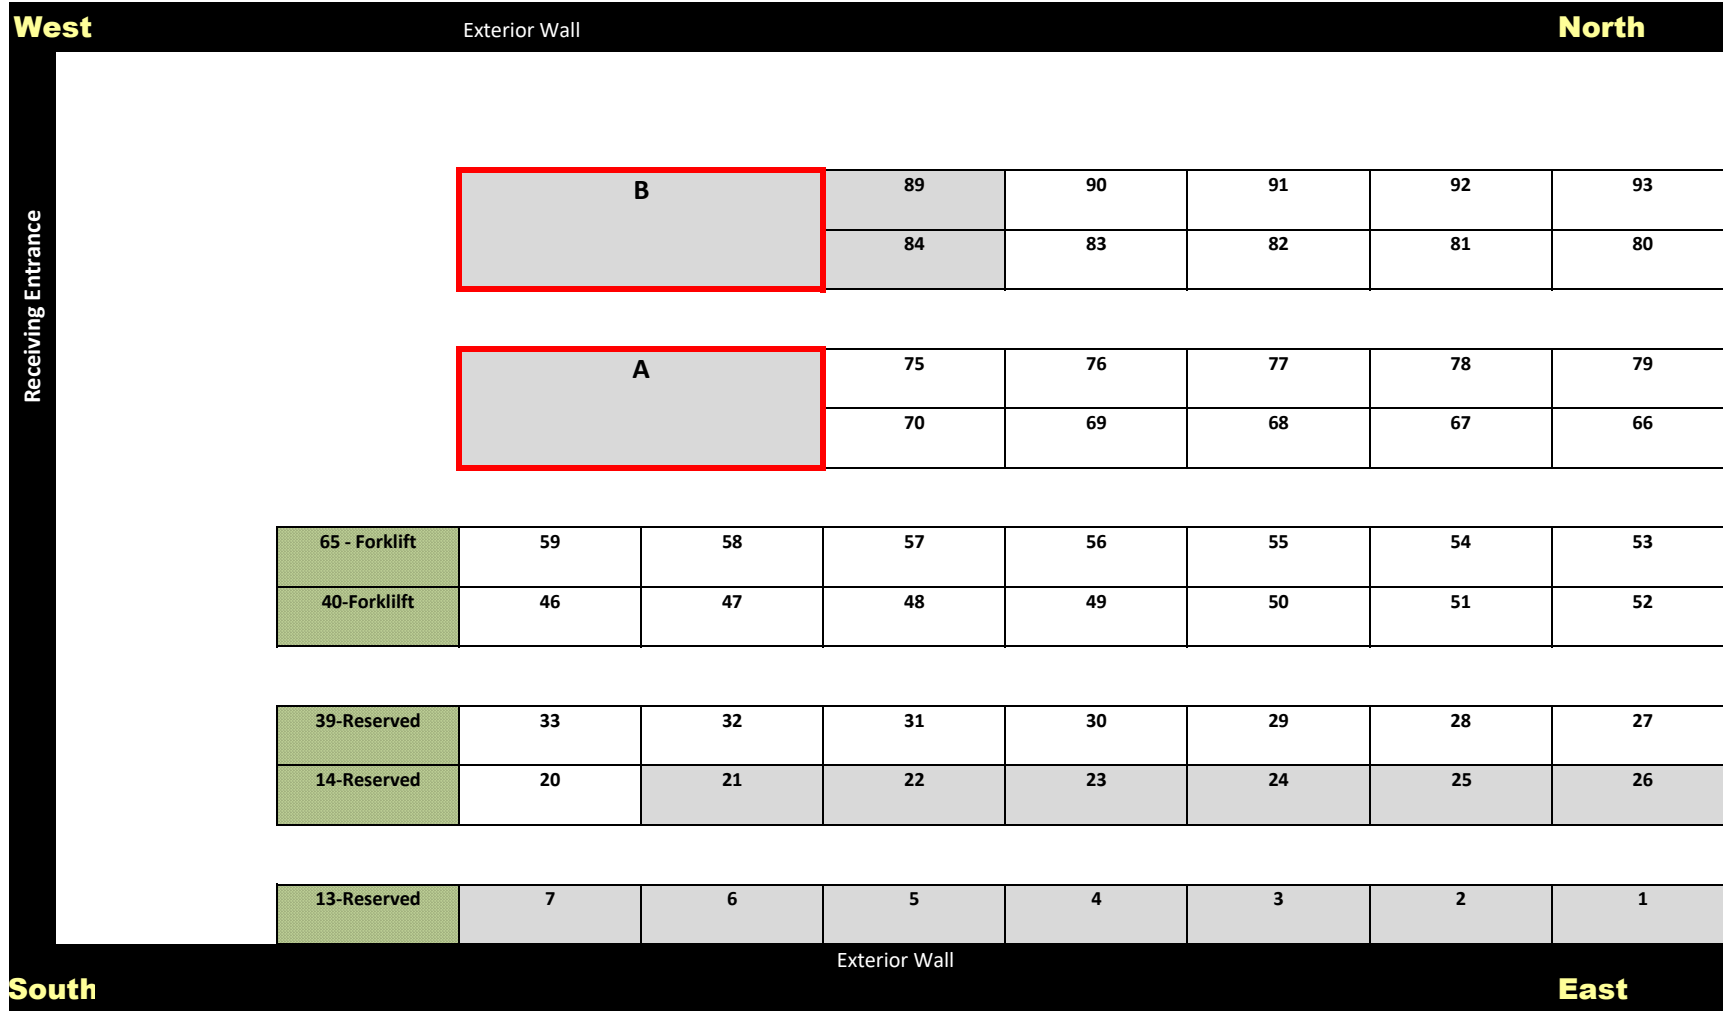 West Exterior Wall North
Receiving Entrance
B 89 90 91 92 93
84 83 82 81 80
A 75 76 77 78 79
70 69 68 67 66
65 - Forklift 59 58 57 56 55 54 53
40-Forklilft 46 47 48 49 50 51 52
39-Reserved 33 32 31 30 29 28 27
14-Reserved 20 21 22 23 24 25 26
13-Reserved 7 6 5 4 3 2 1
Exterior Wall
South East